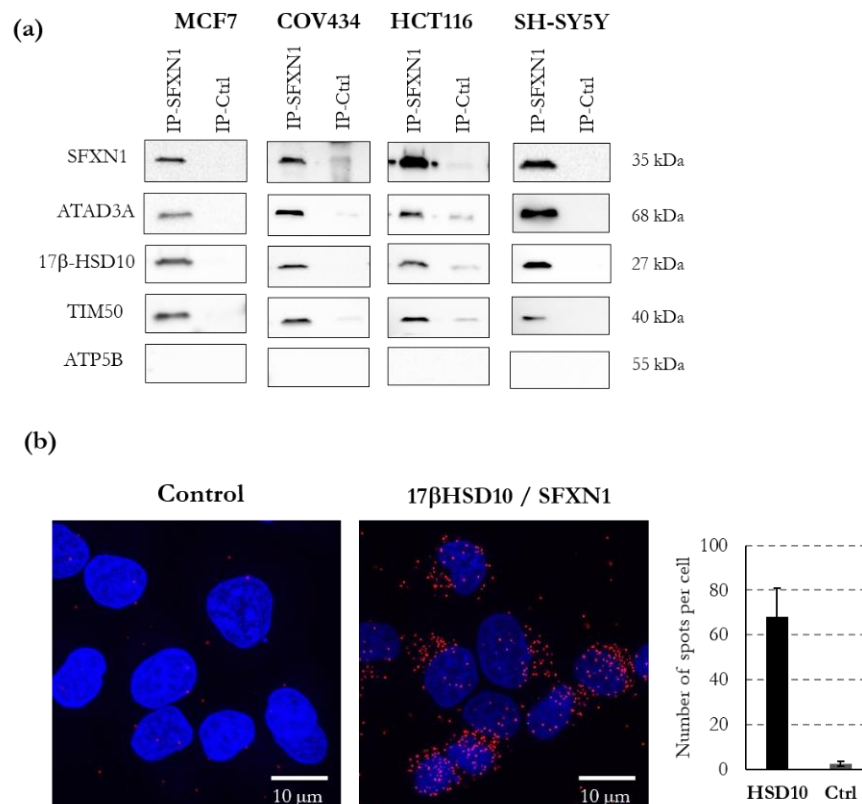 (a)
MCF7 COV434 HCT116 SH-SY5Y
IP-SFXN1 IP-Ctrl IP-SFXN1 IP-Ctrl IP-SFXN1 IP-Ctrl IP-SFXN1 IP-Ctrl
SFXN1 35 kDa
ATAD3A 68 kDa
17β-HSD10 27 kDa
TIM50 40 kDa
ATP5B 55 kDa
(b)
Control
10 µm
17βHSD10 / SFXN1
10 µm
Number of spots per cell
100
80
60
40
20
0
HSD10 Ctrl